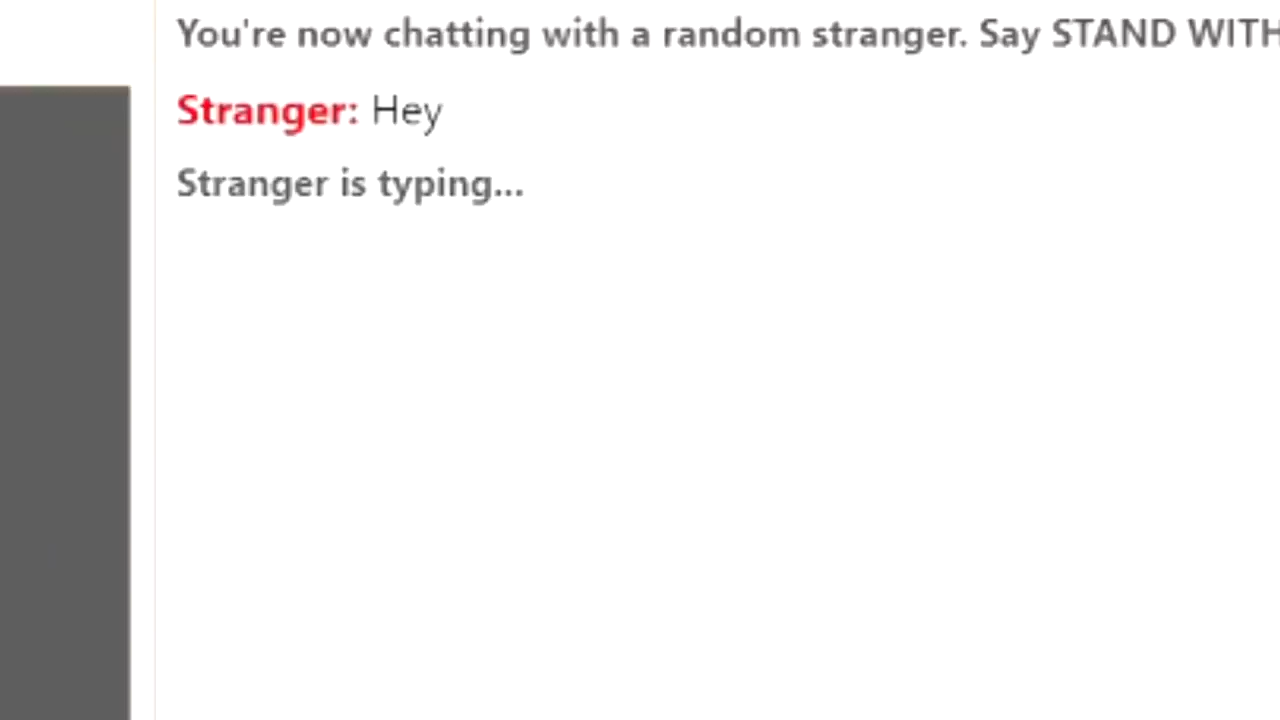 You're now chatting with a random stranger. Say STAND WITH
Stranger: Hey
Stranger is typing...